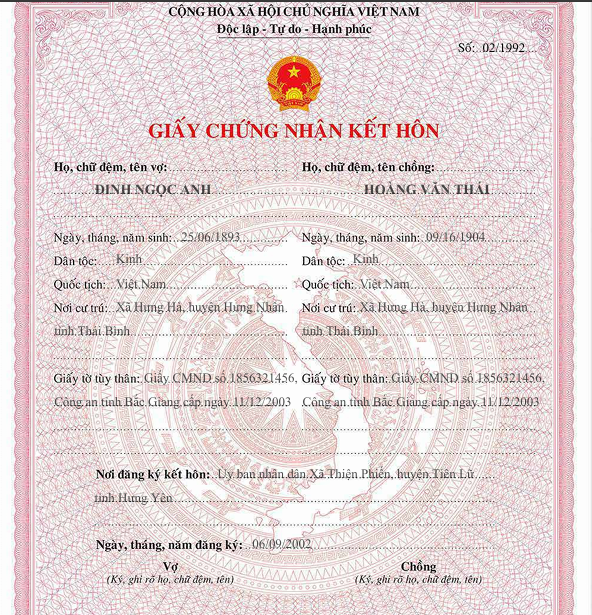 CỘNG HÒA XÃ HỘI CHỦ NGHĨA VIỆT NAM
Độc lập - Tự do - Hạnh phúc
Số: 02/1992
GIẤY CHỨNG NHẬN KẾT HÔN
Họ, chữ đệm, tên vợ: Họ, chữ đệm, tên chồng:
ĐINH NGỌC ANH HOÀNG VĂN THÁI
Ngày, tháng, năm sinh: 25/06/1893 Ngày, tháng, năm sinh: 09/16/1904
Dân tộc: Kinh Dân tộc: Kinh
Quốc tịch: Việt Nam Quốc tịch: Việt Nam
Nơi cư trú: Xã Hưng Hà, huyện Hưng Nhân Nơi cư trú: Xã Hưng Hà, huyện Hưng Nhân
tỉnh Thái Bình tỉnh Thái Bình
Giấy tờ tùy thân: Giấy CMND số 1856321456, Giấy tờ tùy thân: Giấy CMND số 1856321456,
Công an tỉnh Bắc Giang cấp ngày 11/12/2003 Công an tỉnh Bắc Giang cấp ngày 11/12/2003
Nơi đăng ký kết hôn: Ủy ban nhân dân Xã Thiện Phiến, huyện Tiên Lữ
tỉnh Hưng Yên
Ngày, tháng, năm đăng ký: 06/09/2002
Vợ Chồng
(Ký, ghi rõ họ, chữ đệm, tên) (Ký, ghi rõ họ, chữ đệm, tên)